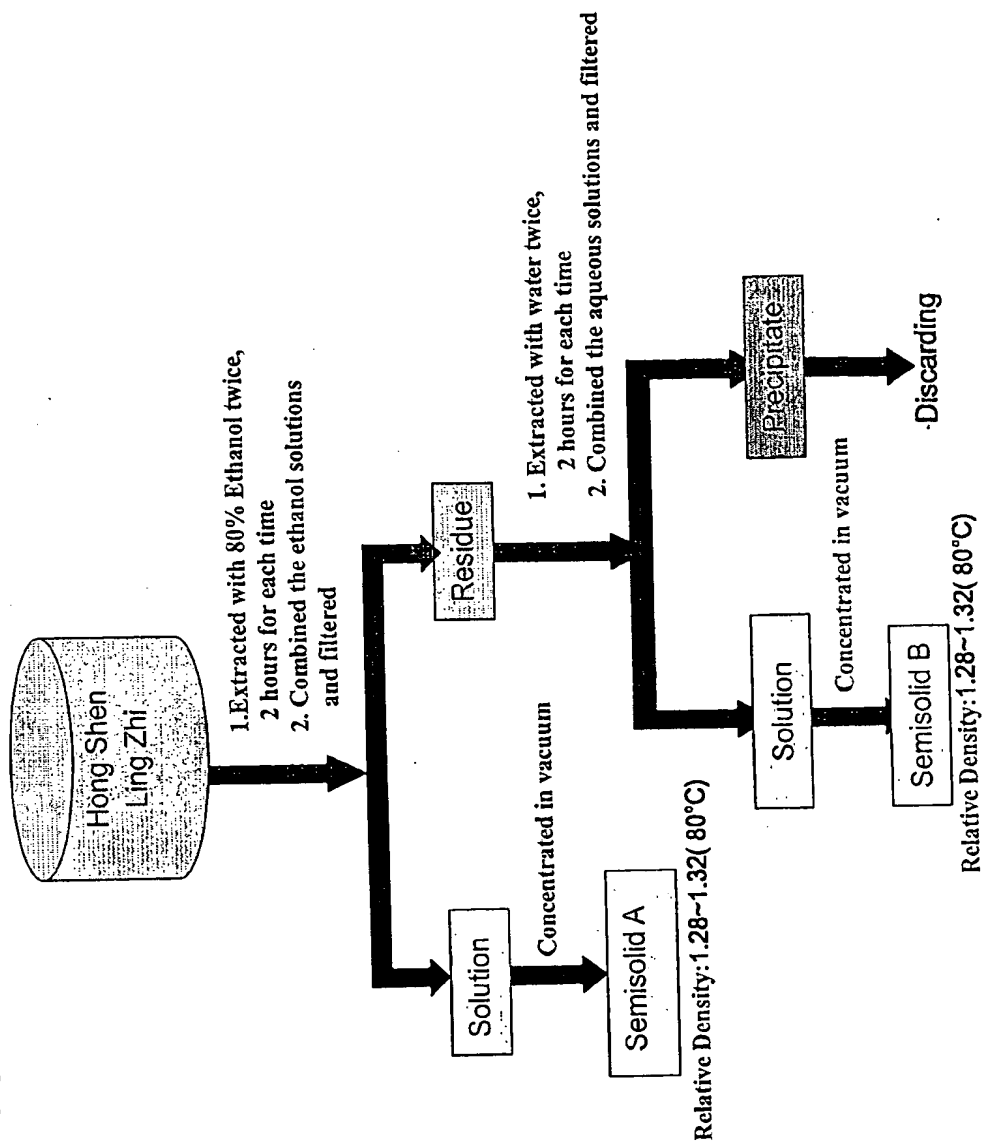 Hong Shen
Ling Zhi
1.Extracted with 80% Ethanol twice,
2 hours for each time
2. Combined the ethanol solutions
and filtered
Solution
Residue
Concentrated in vacuum
1. Extracted with water twice,
2 hours for each time
2. Combined the aqueous solutions and filtered
Semisolid A
Relative Density:1.28~1.32( 80°C)
Solution
Precipitate
Concentrated in vacuum
Discarding
Semisolid B
Relative Density:1.28~1.32( 80°C)